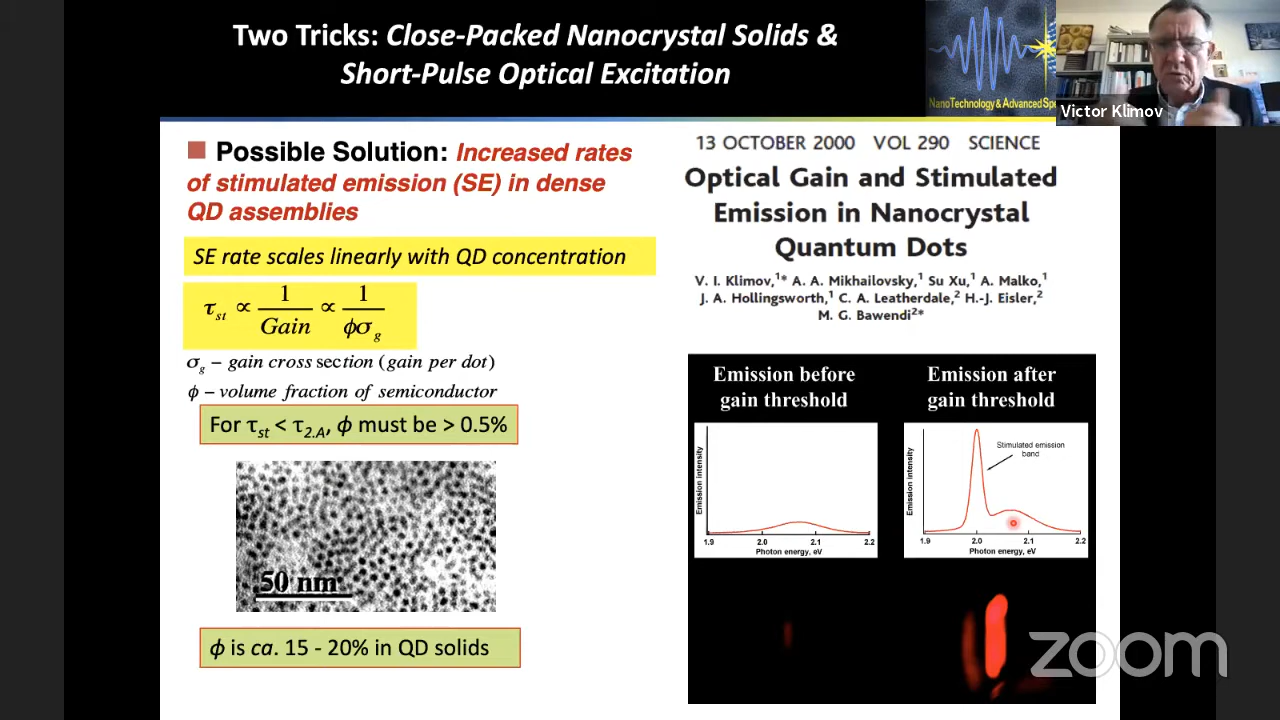 Two Tricks: Close-Packed Nanocrystal Solids &
Short-Pulse Optical Excitation
NanoTechnology & Advanced Spe
Victor Klimov
Possible Solution: Increased rates
of stimulated emission (SE) in dense
QD assemblies
SE rate scales linearly with QD concentration
τst ∝ 1/Gain ∝ 1/ϕσg
σg – gain cross section (gain per dot)
ϕ – volume fraction of semiconductor
For τst < τ2.A, ϕ must be > 0.5%
50 nm
ϕ is ca. 15 - 20% in QD solids
13 OCTOBER 2000 VOL 290 SCIENCE
Optical Gain and Stimulated
Emission in Nanocrystal
Quantum Dots
V. I. Klimov,1* A. A. Mikhailovsky,1 Su Xu,1 A. Malko,1
J. A. Hollingsworth,1 C. A. Leatherdale,2 H.-J. Eisler,2
M. G. Bawendi2*
Emission before
gain threshold
Emission intensity
1.9 2.0 2.1 2.2
Photon energy, eV
Emission after
gain threshold
Stimulated emission
band
Emission intensity
1.9 2.0 2.1 2.2
Photon energy, eV
zoom